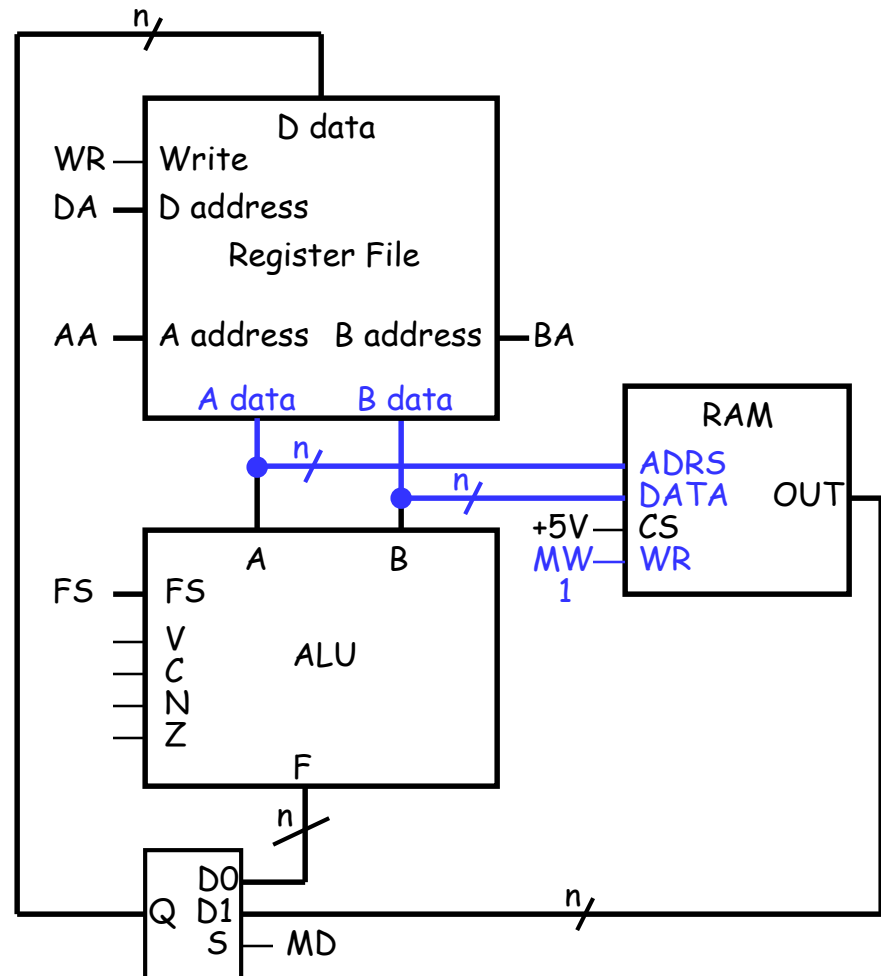 n
D data
WR Write
DA D address
Register File
AA A address B address BA
A data B data
RAM
n ADRS
n DATA OUT
+5V CS
MW WR
1
A B
FS FS
V
ALU
C
N
Z
F
n
D0
Q D1 n
S MD